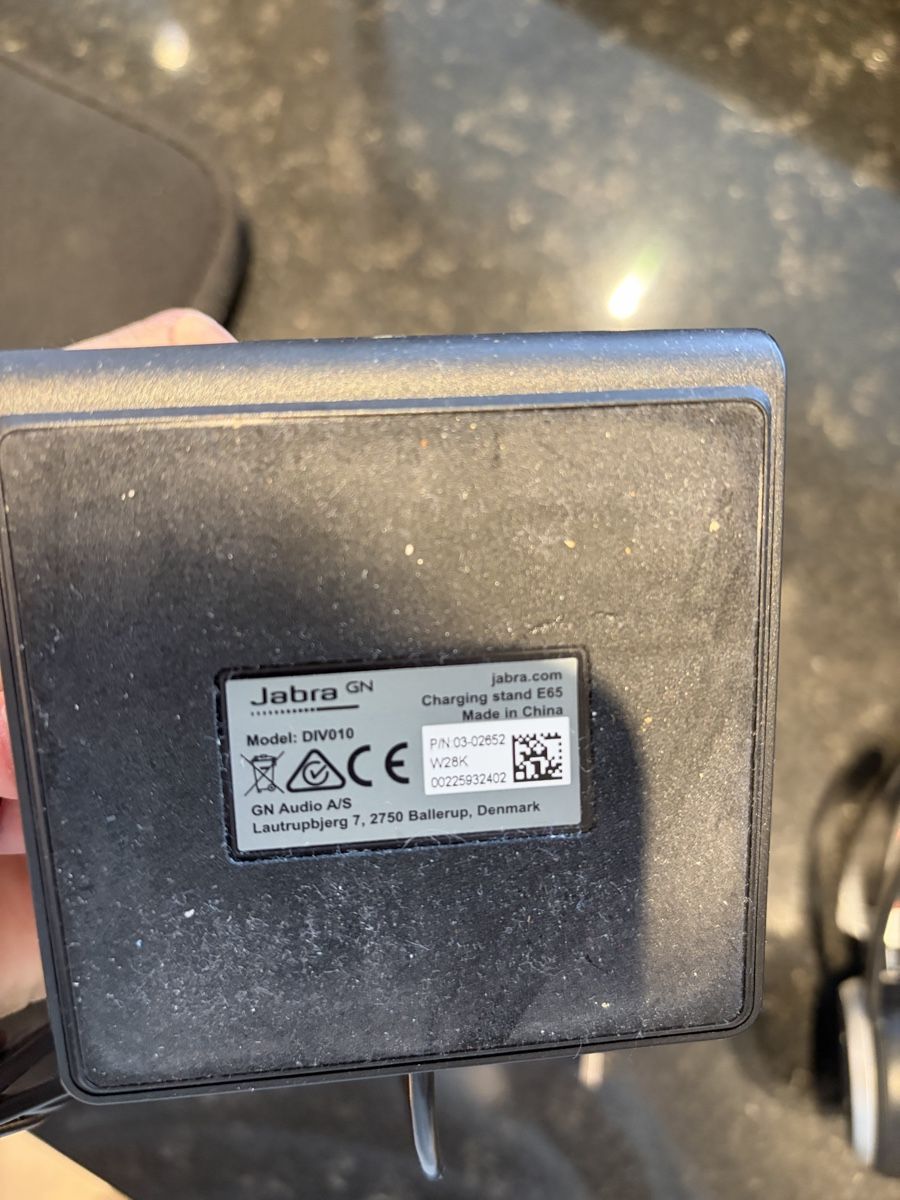 Jabra GN
jabra.com
Charging stand E65
Made in China
Model: DIV010
P/N:03-02652
W28K
00225932402
CE
GN Audio A/S
Lautrupbjerg 7, 2750 Ballerup, Denmark